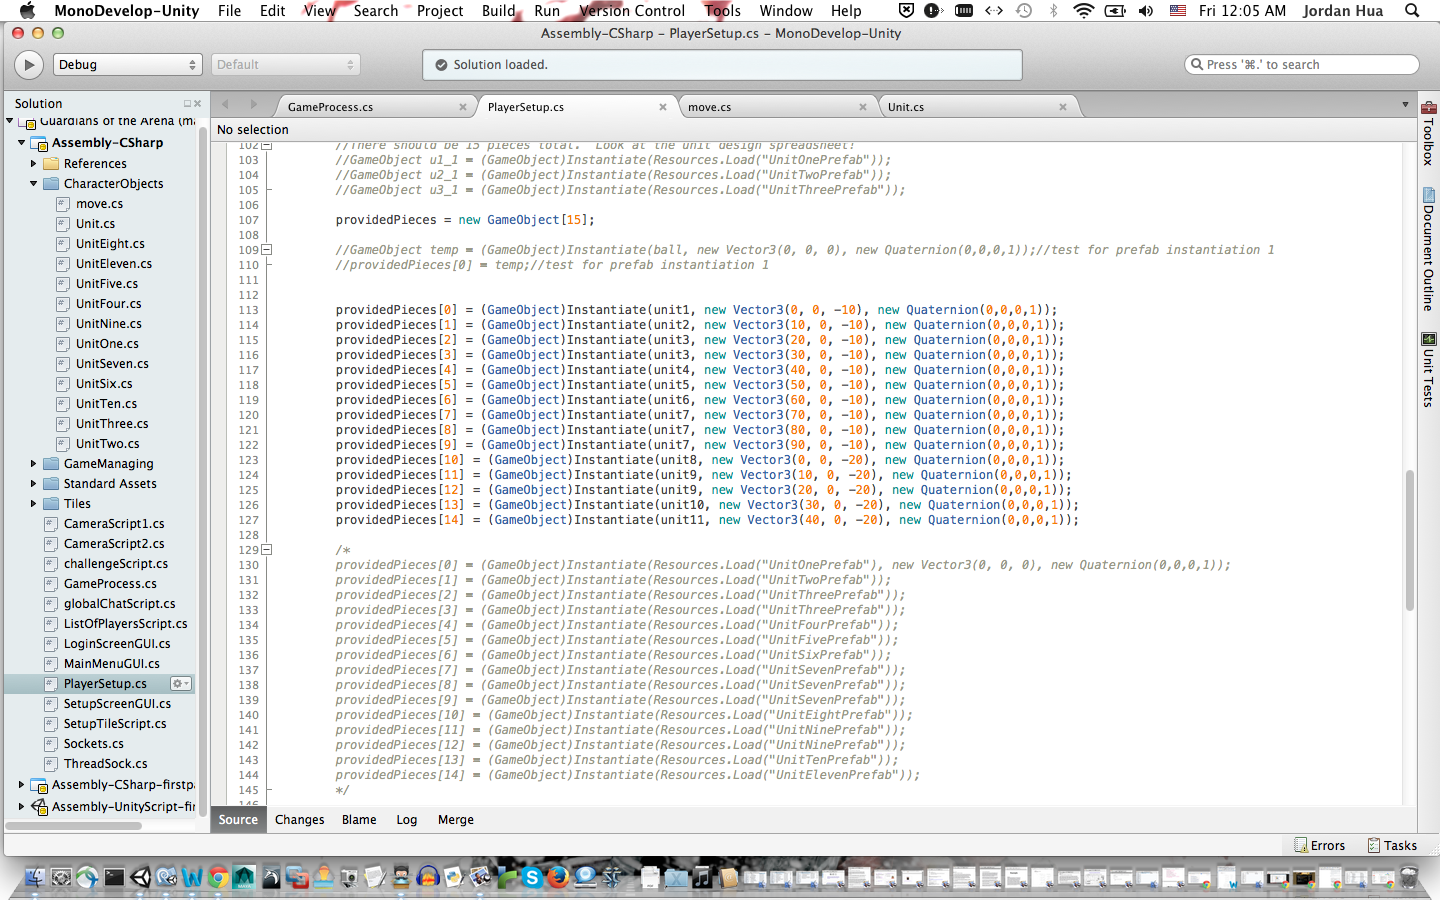 MonoDevelop-Unity File Edit View Search Project Build Run Version Control Tools Window Help Fri 12:05 AM Jordan Hua
Assembly-CSharp – PlayerSetup.cs – MonoDevelop-Unity
Debug Default Solution loaded. Press '⌘.' to search
Solution
GameProcess.cs PlayerSetup.cs move.cs Unit.cs
No selection
Guardians of the Arena (m
Assembly-CSharp
References
CharacterObjects
move.cs
Unit.cs
UnitEight.cs
UnitEleven.cs
UnitFive.cs
UnitFour.cs
UnitNine.cs
UnitOne.cs
UnitSeven.cs
UnitSix.cs
UnitTen.cs
UnitThree.cs
UnitTwo.cs
GameManaging
Standard Assets
Tiles
CameraScript1.cs
CameraScript2.cs
challengeScript.cs
GameProcess.cs
globalChatScript.cs
ListOfPlayersScript.cs
LoginScreenGUI.cs
MainMenuGUI.cs
PlayerSetup.cs
SetupScreenGUI.cs
SetupTileScript.cs
Sockets.cs
ThreadSock.cs
Assembly-CSharp-firstp
Assembly-UnityScript-fir
102 //There should be 15 pieces total. Look at the unit design spreadsheet!
103 //GameObject u1_1 = (GameObject)Instantiate(Resources.Load("UnitOnePrefab"));
104 //GameObject u2_1 = (GameObject)Instantiate(Resources.Load("UnitTwoPrefab"));
105 //GameObject u3_1 = (GameObject)Instantiate(Resources.Load("UnitThreePrefab"));
106
107 providedPieces = new GameObject[15];
108
109 //GameObject temp = (GameObject)Instantiate(ball, new Vector3(0, 0, 0), new Quaternion(0,0,0,1));//test for prefab instantiation 1
110 //providedPieces[0] = temp;//test for prefab instantiation 1
111
112
113 providedPieces[0] = (GameObject)Instantiate(unit1, new Vector3(0, 0, -10), new Quaternion(0,0,0,1));
114 providedPieces[1] = (GameObject)Instantiate(unit2, new Vector3(10, 0, -10), new Quaternion(0,0,0,1));
115 providedPieces[2] = (GameObject)Instantiate(unit3, new Vector3(20, 0, -10), new Quaternion(0,0,0,1));
116 providedPieces[3] = (GameObject)Instantiate(unit3, new Vector3(30, 0, -10), new Quaternion(0,0,0,1));
117 providedPieces[4] = (GameObject)Instantiate(unit4, new Vector3(40, 0, -10), new Quaternion(0,0,0,1));
118 providedPieces[5] = (GameObject)Instantiate(unit5, new Vector3(50, 0, -10), new Quaternion(0,0,0,1));
119 providedPieces[6] = (GameObject)Instantiate(unit6, new Vector3(60, 0, -10), new Quaternion(0,0,0,1));
120 providedPieces[7] = (GameObject)Instantiate(unit7, new Vector3(70, 0, -10), new Quaternion(0,0,0,1));
121 providedPieces[8] = (GameObject)Instantiate(unit7, new Vector3(80, 0, -10), new Quaternion(0,0,0,1));
122 providedPieces[9] = (GameObject)Instantiate(unit7, new Vector3(90, 0, -10), new Quaternion(0,0,0,1));
123 providedPieces[10] = (GameObject)Instantiate(unit8, new Vector3(0, 0, -20), new Quaternion(0,0,0,1));
124 providedPieces[11] = (GameObject)Instantiate(unit9, new Vector3(10, 0, -20), new Quaternion(0,0,0,1));
125 providedPieces[12] = (GameObject)Instantiate(unit9, new Vector3(20, 0, -20), new Quaternion(0,0,0,1));
126 providedPieces[13] = (GameObject)Instantiate(unit10, new Vector3(30, 0, -20), new Quaternion(0,0,0,1));
127 providedPieces[14] = (GameObject)Instantiate(unit11, new Vector3(40, 0, -20), new Quaternion(0,0,0,1));
128
129 /*
130 providedPieces[0] = (GameObject)Instantiate(Resources.Load("UnitOnePrefab"), new Vector3(0, 0, 0), new Quaternion(0,0,0,1));
131 providedPieces[1] = (GameObject)Instantiate(Resources.Load("UnitTwoPrefab"));
132 providedPieces[2] = (GameObject)Instantiate(Resources.Load("UnitThreePrefab"));
133 providedPieces[3] = (GameObject)Instantiate(Resources.Load("UnitThreePrefab"));
134 providedPieces[4] = (GameObject)Instantiate(Resources.Load("UnitFourPrefab"));
135 providedPieces[5] = (GameObject)Instantiate(Resources.Load("UnitFivePrefab"));
136 providedPieces[6] = (GameObject)Instantiate(Resources.Load("UnitSixPrefab"));
137 providedPieces[7] = (GameObject)Instantiate(Resources.Load("UnitSevenPrefab"));
138 providedPieces[8] = (GameObject)Instantiate(Resources.Load("UnitSevenPrefab"));
139 providedPieces[9] = (GameObject)Instantiate(Resources.Load("UnitSevenPrefab"));
140 providedPieces[10] = (GameObject)Instantiate(Resources.Load("UnitEightPrefab"));
141 providedPieces[11] = (GameObject)Instantiate(Resources.Load("UnitNinePrefab"));
142 providedPieces[12] = (GameObject)Instantiate(Resources.Load("UnitNinePrefab"));
143 providedPieces[13] = (GameObject)Instantiate(Resources.Load("UnitTenPrefab"));
144 providedPieces[14] = (GameObject)Instantiate(Resources.Load("UnitElevenPrefab"));
145 */
146
Toolbox
Document Outline
Unit Tests
Source Changes Blame Log Merge
Errors Tasks